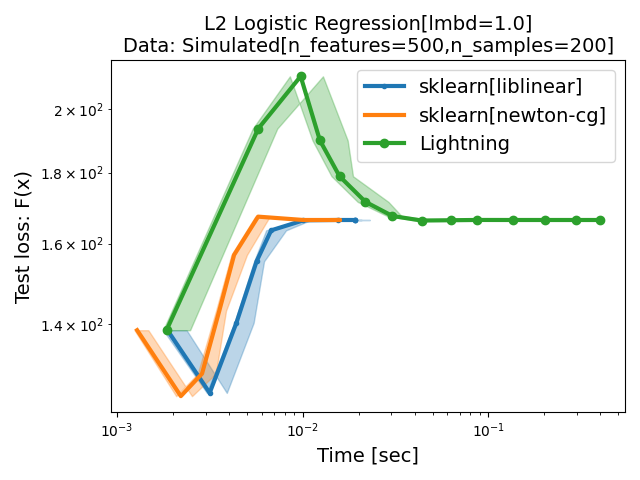 L2 Logistic Regression[lmbd=1.0]
Data: Simulated[n_features=500,n_samples=200]
Test loss: F(x)
2 × 10²
1.8 × 10²
1.6 × 10²
1.4 × 10²
sklearn[liblinear]
sklearn[newton-cg]
Lightning
10⁻³
10⁻²
10⁻¹
Time [sec]